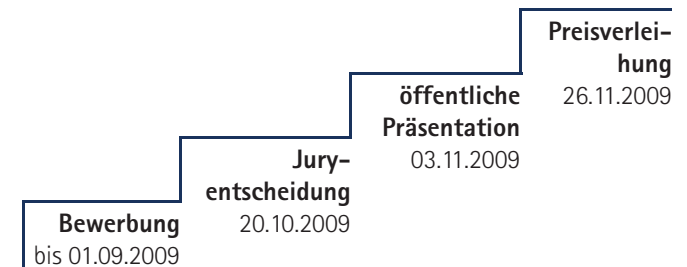 Bewerbung
bis 01.09.2009
Jury-
entscheidung
20.10.2009
öffentliche
Präsentation
03.11.2009
Preisverlei-
hung
26.11.2009